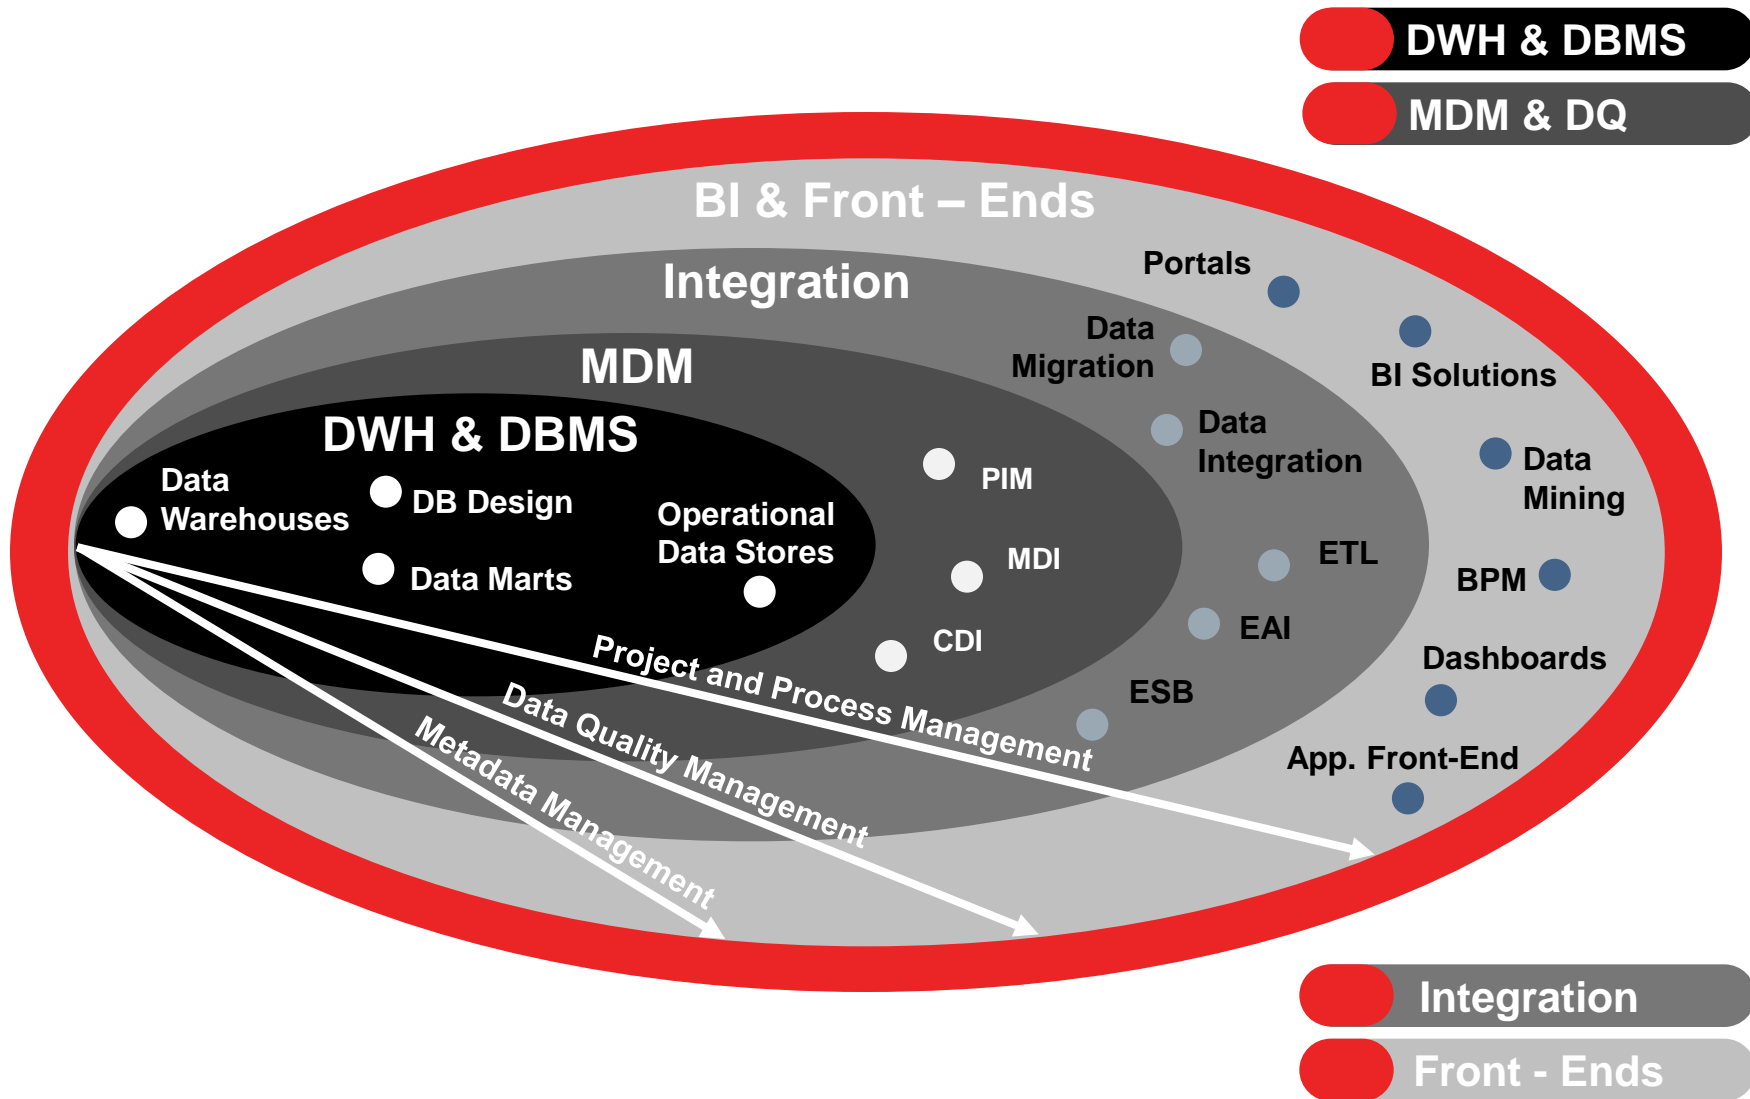 DWH & DBMS
MDM & DQ
BI & Front – Ends
Integration
MDM
DWH & DBMS
Data
Warehouses
DB Design
Data Marts
Operational
Data Stores
PIM
MDI
CDI
Data
Migration
Data
Integration
ETL
EAI
ESB
Portals
BI Solutions
Data
Mining
BPM
Dashboards
App. Front-End
Project and Process Management
Data Quality Management
Metadata Management
Integration
Front - Ends